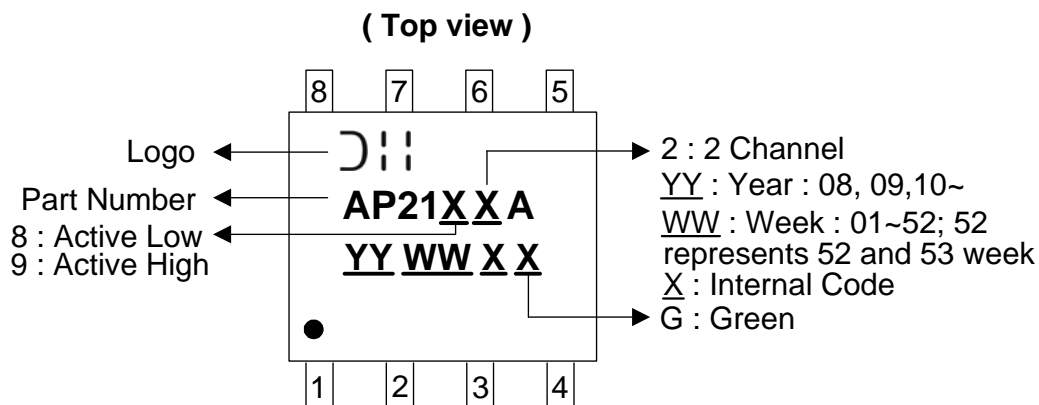 ( Top view )
8 7 6 5
Logo
Part Number
8 : Active Low
9 : Active High
AP21X X A
YY WW X X
2 : 2 Channel
YY : Year : 08, 09,10~
WW : Week : 01~52; 52
represents 52 and 53 week
X : Internal Code
G : Green
1 2 3 4